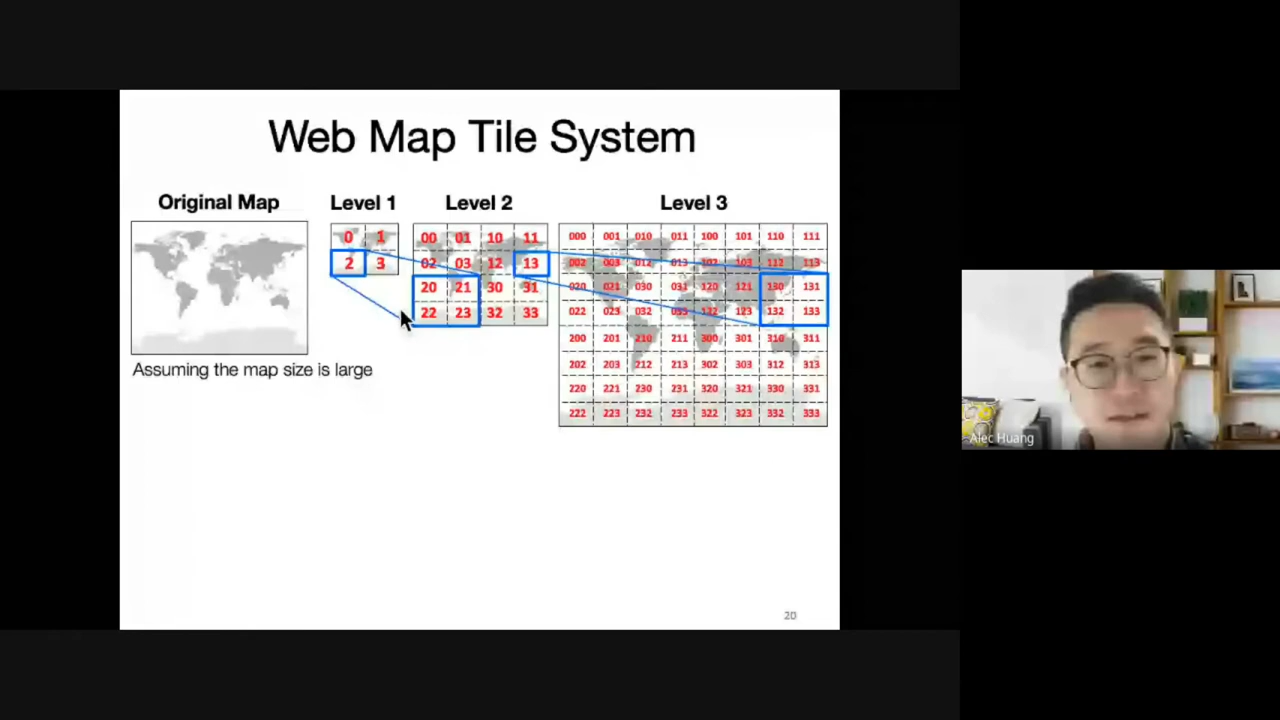 Web Map Tile System
Original Map
Level 1
Level 2
Level 3
0 1
2 3
00 01 10 11
02 03 12 13
20 21 30 31
22 23 32 33
000 001 010 011 100 101 110 111
002 003 012 013 102 103 112 113
020 021 030 031 120 121 130 131
022 023 032 033 122 123 132 133
200 201 210 211 300 301 310 311
202 203 212 213 302 303 312 313
220 221 230 231 320 321 330 331
222 223 232 233 322 323 332 333
Assuming the map size is large
20
Alec Huang